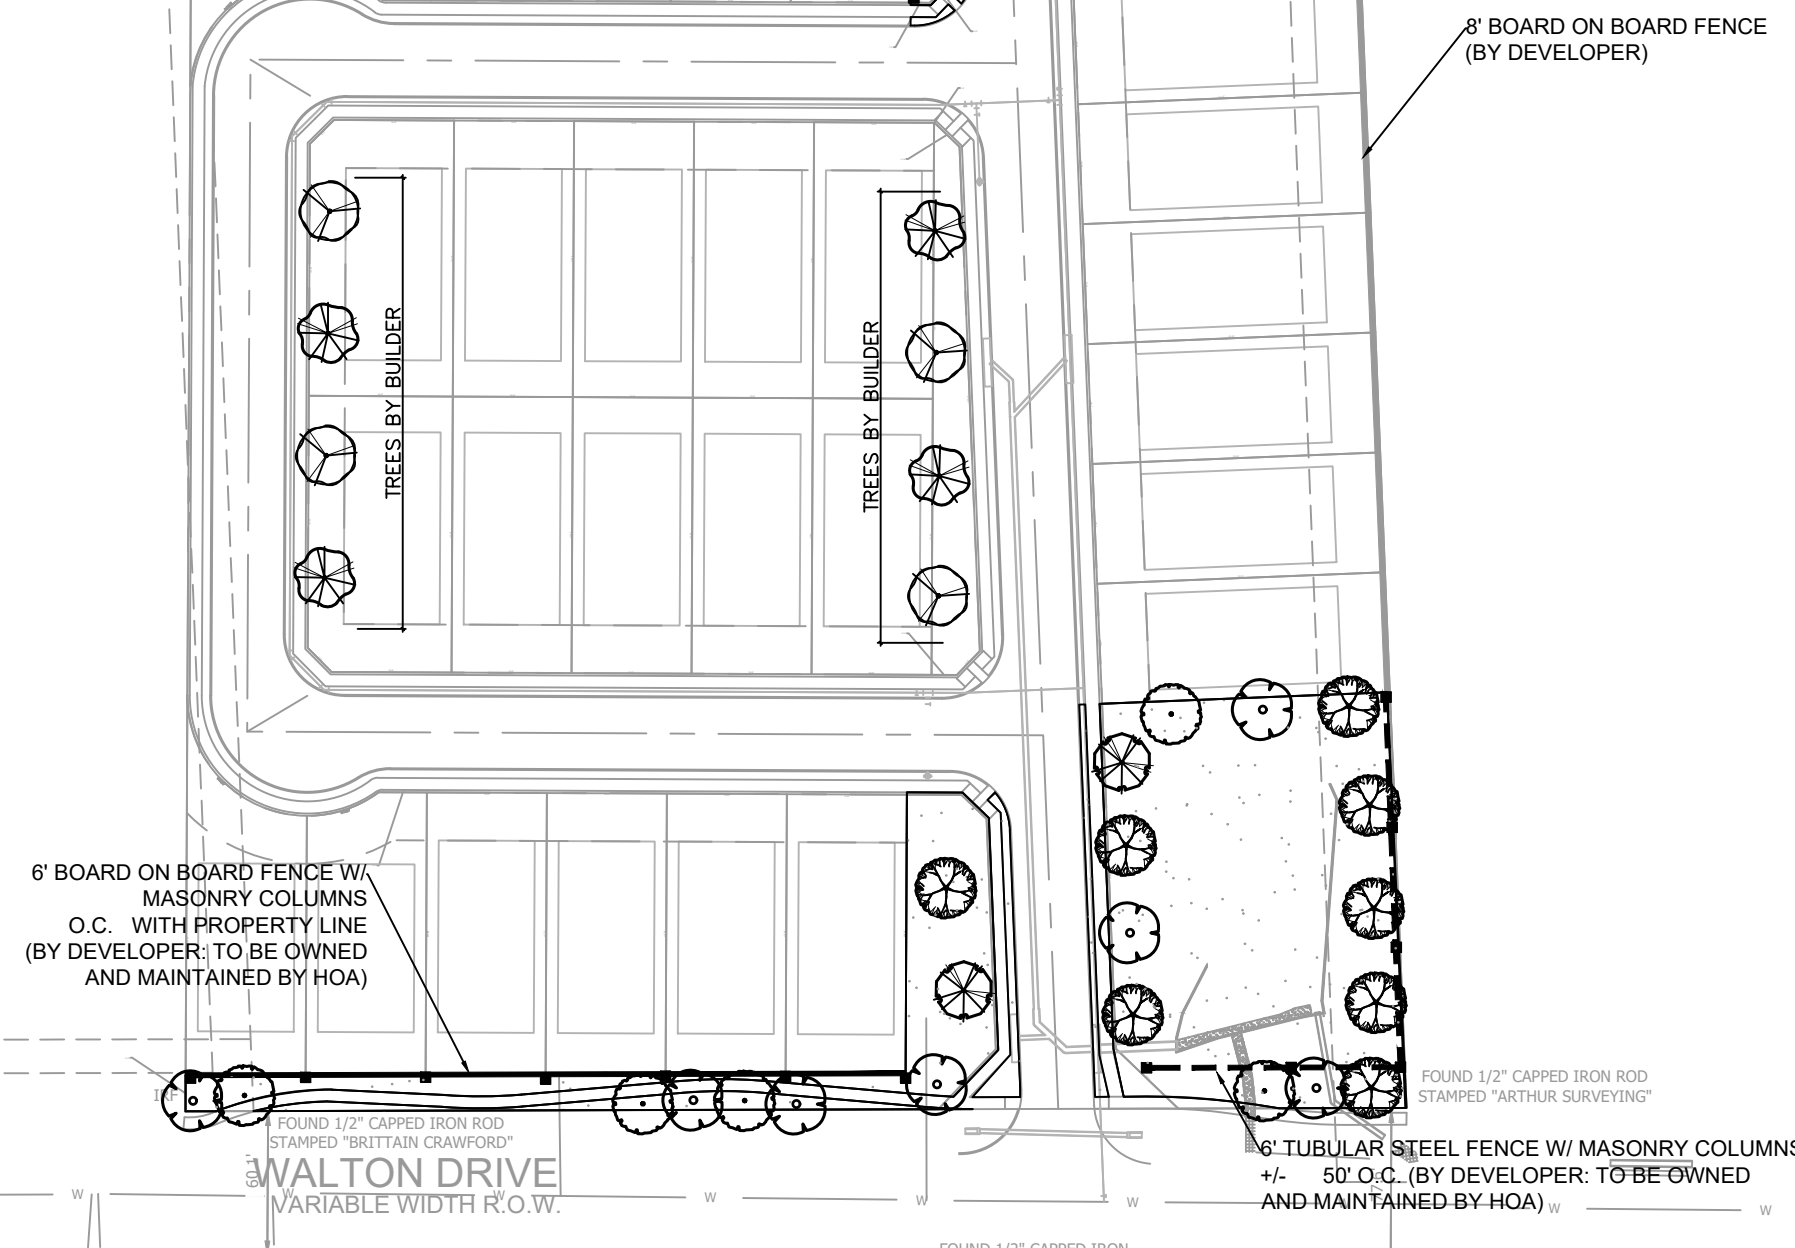 8' BOARD ON BOARD FENCE
(BY DEVELOPER)
TREES BY BUILDER
TREES BY BUILDER
6' BOARD ON BOARD FENCE W/
MASONRY COLUMNS
O.C. WITH PROPERTY LINE
(BY DEVELOPER: TO BE OWNED
AND MAINTAINED BY HOA)
IRF
FOUND 1/2" CAPPED IRON ROD
STAMPED "BRITTAIN CRAWFORD"
FOUND 1/2" CAPPED IRON ROD
STAMPED "ARTHUR SURVEYING"
60.1'
WALTON DRIVE
VARIABLE WIDTH R.O.W.
6' TUBULAR STEEL FENCE W/ MASONRY COLUMNS
+/- 50' O.C. (BY DEVELOPER: TO BE OWNED
AND MAINTAINED BY HOA)
W W W W W W W W
FOUND 1/2" CAPPED IRON